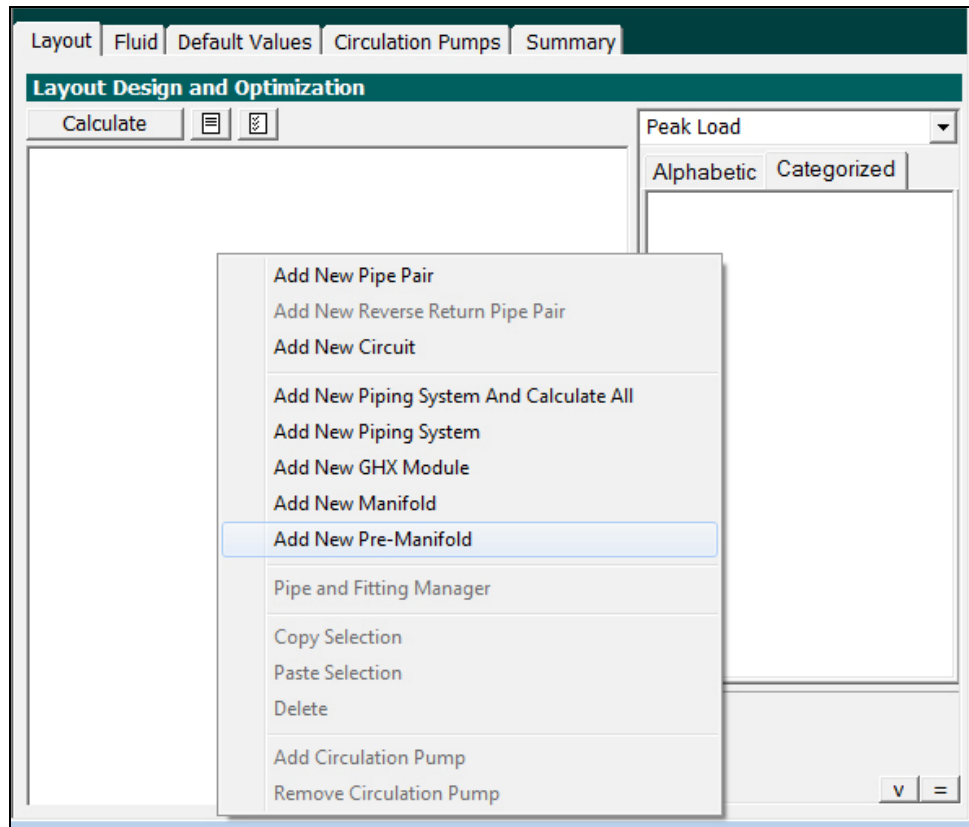 Layout Fluid Default Values Circulation Pumps Summary
Layout Design and Optimization
Calculate
Peak Load
Alphabetic Categorized
Add New Pipe Pair
Add New Reverse Return Pipe Pair
Add New Circuit
Add New Piping System And Calculate All
Add New Piping System
Add New GHX Module
Add New Manifold
Add New Pre-Manifold
Pipe and Fitting Manager
Copy Selection
Paste Selection
Delete
Add Circulation Pump
Remove Circulation Pump
v =